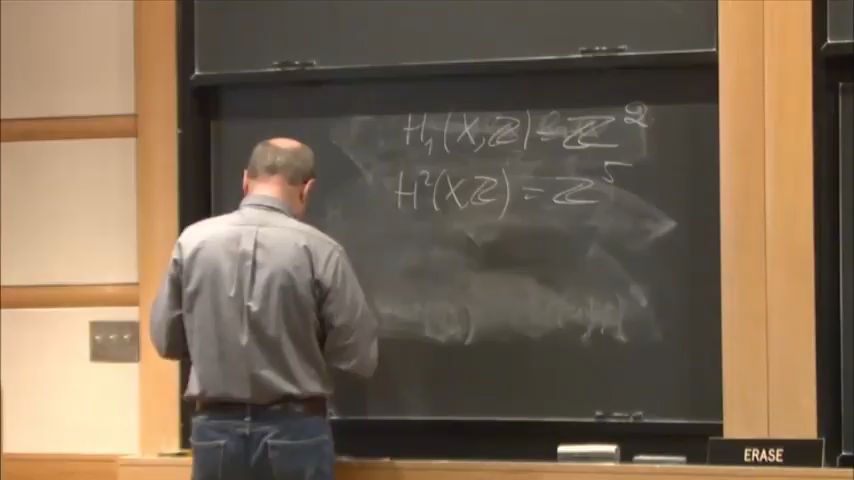 H₁(X,ℤ) = ℤ²
H²(X,ℤ) = ℤ⁵
ERASE